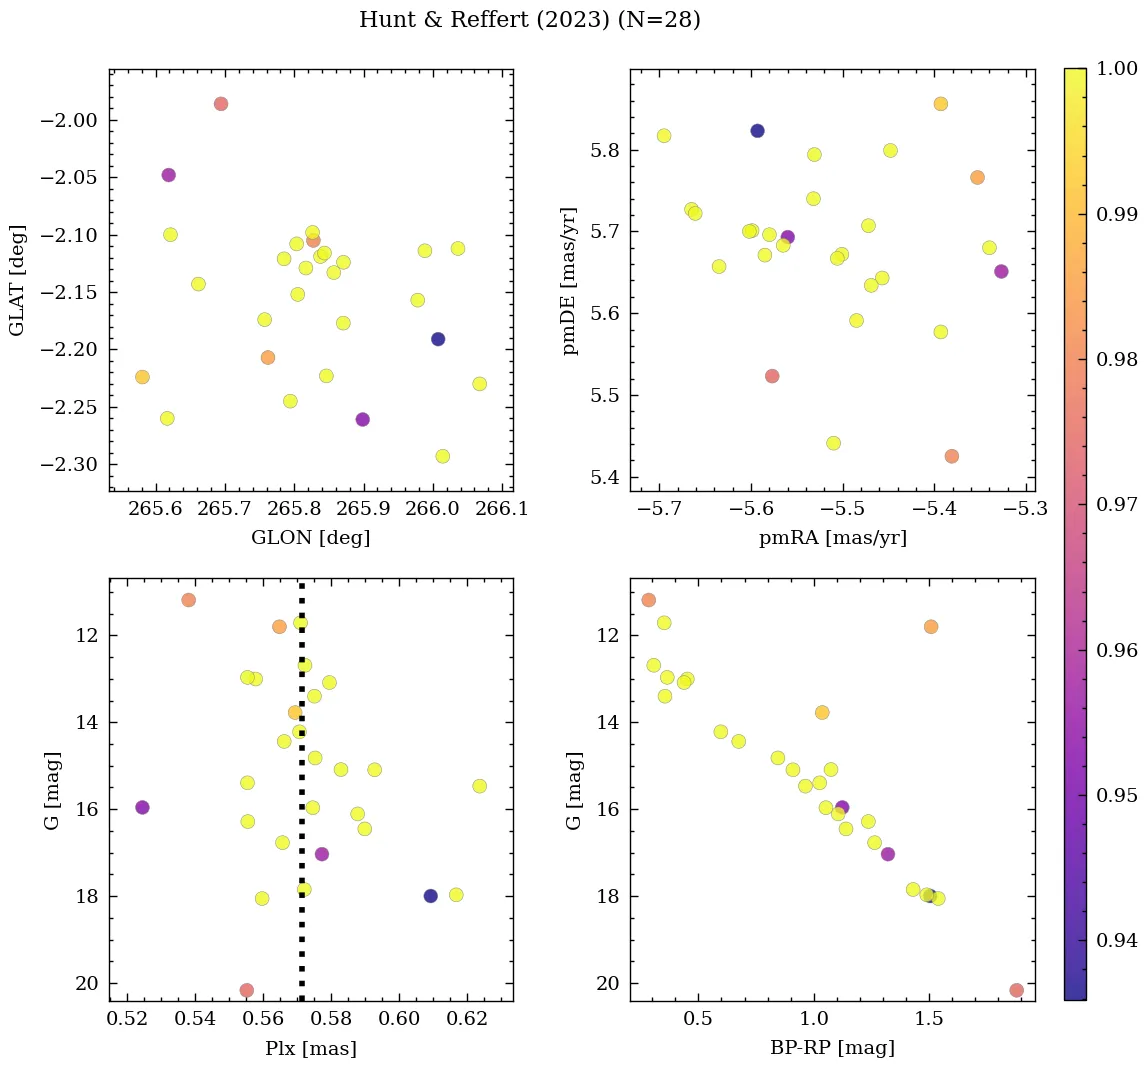 Hunt & Reffert (2023) (N=28)
−2.00
−2.05
−2.10
−2.15
−2.20
−2.25
−2.30
GLAT [deg]
265.6 265.7 265.8 265.9 266.0 266.1
GLON [deg]
5.8
5.7
5.6
5.5
5.4
pmDE [mas/yr]
−5.7 −5.6 −5.5 −5.4 −5.3
pmRA [mas/yr]
12
14
16
18
20
G [mag]
0.52 0.54 0.56 0.58 0.60 0.62
Plx [mas]
12
14
16
18
20
G [mag]
0.5 1.0 1.5
BP-RP [mag]
1.00
0.99
0.98
0.97
0.96
0.95
0.94